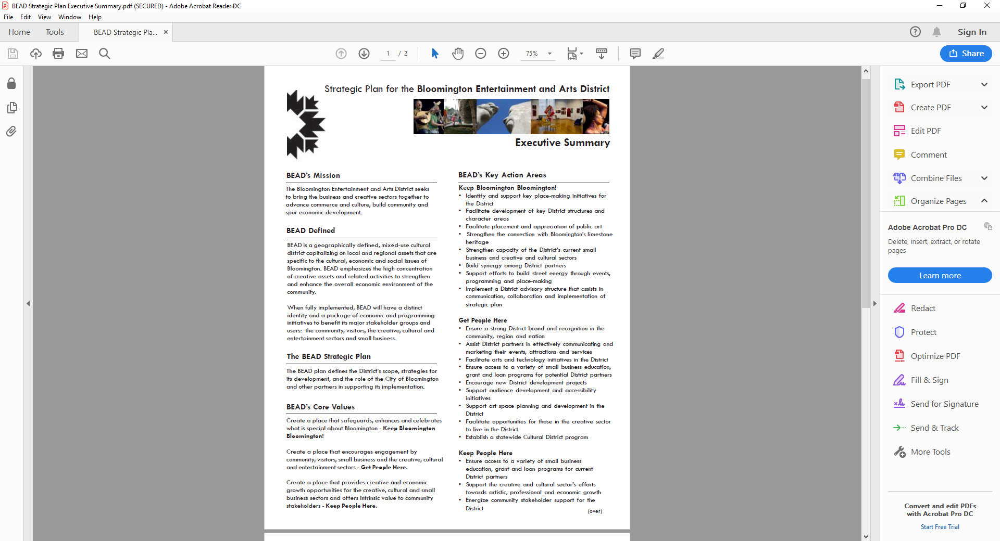 BEAD Strategic Plan Executive Summary.pdf (SECURED) - Adobe Acrobat Reader DC
File Edit View Window Help
Home Tools BEAD Strategic Pla... Sign In
1 / 2 75% Share
Strategic Plan for the Bloomington Entertainment and Arts District
Executive Summary
BEAD's Mission
The Bloomington Entertainment and Arts District seeks
to bring the business and creative sectors together to
advance commerce and culture, build community and
spur economic development.
BEAD Defined
BEAD is a geographically defined, mixed-use cultural
district capitalizing on local and regional assets that are
specific to the cultural, economic and social issues of
Bloomington. BEAD emphasizes the high concentration
of creative assets and related activities to strengthen
and enhance the overall economic environment of the
community.
When fully implemented, BEAD will have a distinct
identity and a package of economic and programming
initiatives to benefit its major stakeholder groups and
users: the community, visitors, the creative, cultural and
entertainment sectors and small business.
The BEAD Strategic Plan
The BEAD plan defines the District's scope, strategies for
its development, and the role of the City of Bloomington
and other partners in supporting its implementation.
BEAD's Core Values
Create a place that safeguards, enhances and celebrates
what is special about Bloomington - Keep Bloomington
Bloomington!
Create a place that encourages engagement by
community, visitors, small business and the creative, cultural
and entertainment sectors - Get People Here.
Create a place that provides creative and economic
growth opportunities for the creative, cultural and small
business sectors and offers intrinsic value to community
stakeholders - Keep People Here.
BEAD's Key Action Areas
Keep Bloomington Bloomington!
• Identify and support key place-making initiatives for
the District
• Facilitate development of key District structures and
character areas
• Facilitate placement and appreciation of public art
• Strengthen the connection with Bloomington's limestone
heritage
• Strengthen capacity of the District's current small
business and creative and cultural sectors
• Build synergy among District partners
• Support efforts to build street energy through events,
programming and place-making
• Implement a District advisory structure that assists in
communication, collaboration and implementation of
strategic plan
Get People Here
• Ensure a strong District brand and recognition in the
community, region and nation
• Assist District partners in effectively communicating and
marketing their events, attractions and services
• Facilitate arts and technology initiatives in the District
• Ensure access to a variety of small business education,
grant and loan programs for potential District partners
• Encourage new District development projects
• Support audience development and accessibility
initiatives
• Support art space planning and development in the
District
• Facilitate opportunities for those in the creative sector
to live in the District
• Establish a statewide Cultural District program
Keep People Here
• Ensure access to a variety of small business
education, grant and loan programs for current
District partners
• Support the creative and cultural sector's efforts
towards artistic, professional and economic growth
• Energize community stakeholder support for the
District
(over)
Export PDF
Create PDF
Edit PDF
Comment
Combine Files
Organize Pages
Adobe Acrobat Pro DC
Delete, insert, extract, or rotate
pages
Learn more
Redact
Protect
Optimize PDF
Fill & Sign
Send for Signature
Send & Track
More Tools
Convert and edit PDFs
with Acrobat Pro DC
Start Free Trial